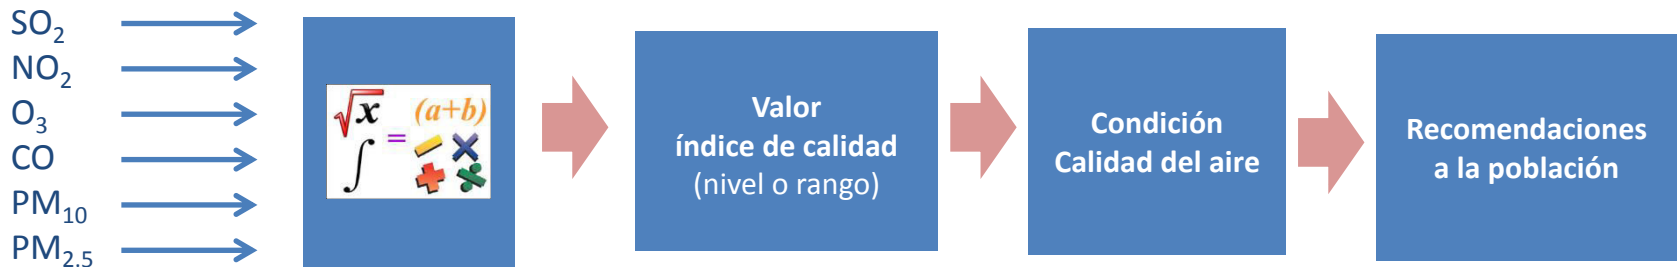 SO₂
NO₂
O₃
CO
PM₁₀
PM₂.₅
√x (a+b)
∫ = − ×
+ ÷
Valor
índice de calidad
(nivel o rango)
Condición
Calidad del aire
Recomendaciones
a la población